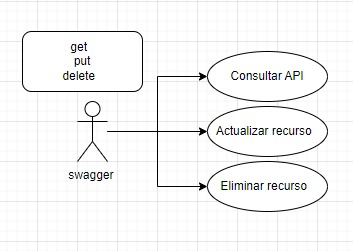 get
put
delete
swagger
Consultar API
Actualizar recurso
Eliminar recurso